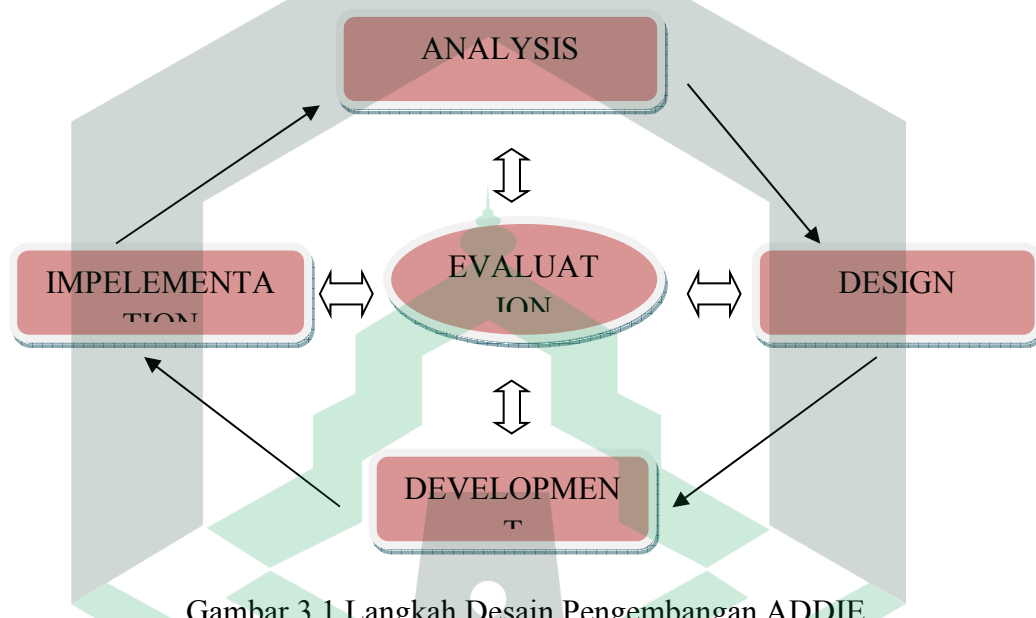 ANALYSIS
IMPELEMENTA
TION
EVALUAT
ION
DESIGN
DEVELOPMEN
T
Gambar 3.1 Langkah Desain Pengembangan ADDIE